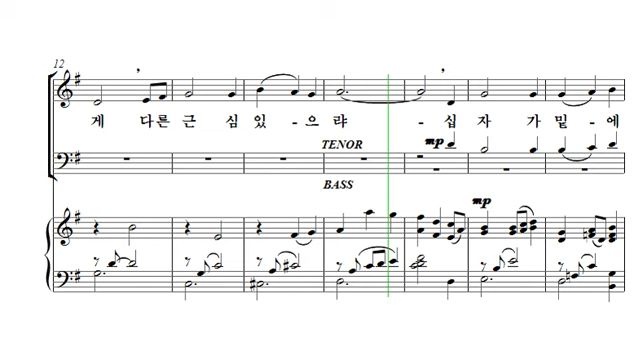 12
게 다른 근 심 있 - 으 랴 - 십 자 가 밑 - 에
TENOR mp
BASS
mp